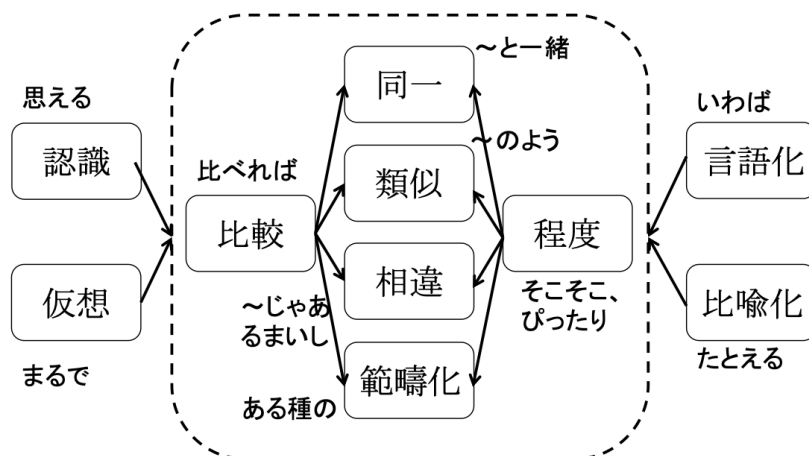 思える
認識
仮想
まるで
比べれば
比較
～じゃあ
るまいし
ある種の
～と一緒
同一
～のよう
類似
相違
範疇化
程度
そこそこ、
ぴったり
いわば
言語化
比喩化
たとえる